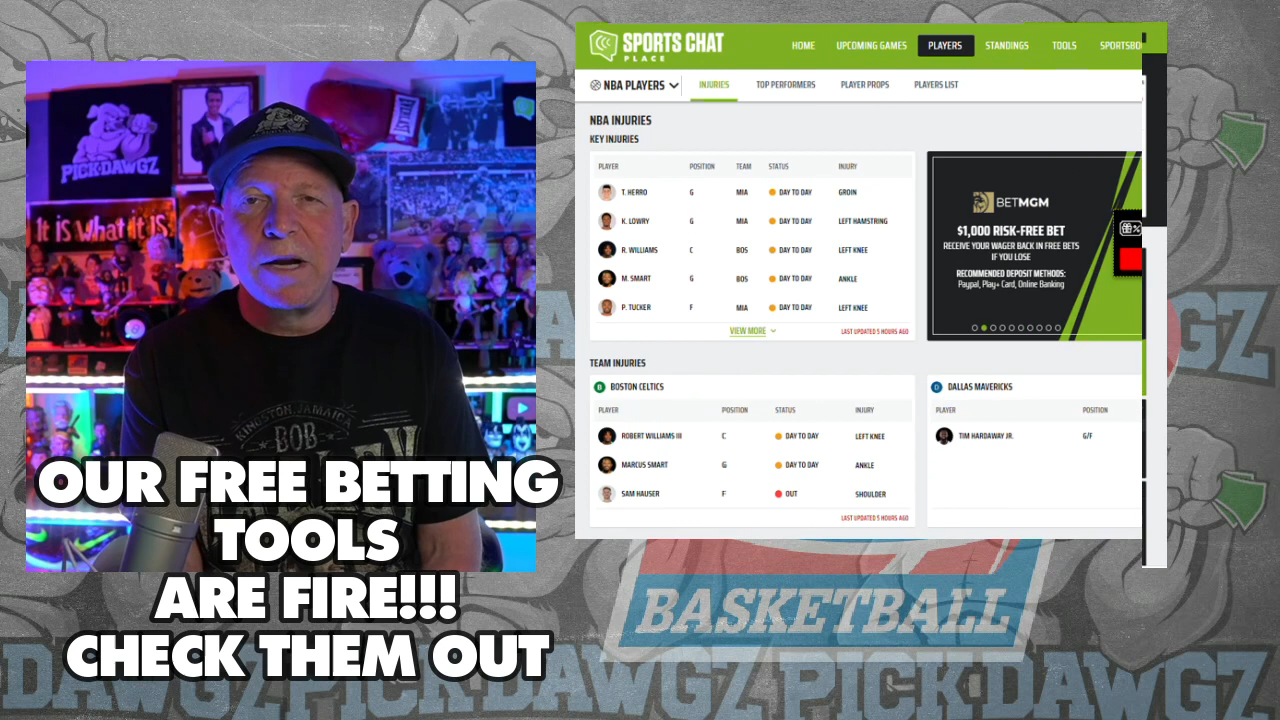 SPORTS CHAT
PLACE
HOME UPCOMING GAMES PLAYERS STANDINGS TOOLS SPORTSBO
NBA PLAYERS INJURIES TOP PERFORMERS PLAYER PROPS PLAYERS LIST
NBA INJURIES
KEY INJURIES
PLAYER POSITION TEAM STATUS INJURY
T. HERRO G MIA DAY TO DAY GROIN
K. LOWRY G MIA DAY TO DAY LEFT HAMSTRING
R. WILLIAMS C BOS DAY TO DAY LEFT KNEE
M. SMART G BOS DAY TO DAY ANKLE
P. TUCKER F MIA DAY TO DAY LEFT KNEE
VIEW MORE LAST UPDATED 5 HOURS AGO
BETMGM
$1,000 RISK-FREE BET
RECEIVE YOUR WAGER BACK IN FREE BETS
IF YOU LOSE
RECOMMENDED DEPOSIT METHODS:
Paypal, Play+ Card, Online Banking
TEAM INJURIES
B BOSTON CELTICS
PLAYER POSITION STATUS INJURY
ROBERT WILLIAMS III C DAY TO DAY LEFT KNEE
MARCUS SMART G DAY TO DAY ANKLE
SAM HAUSER F OUT SHOULDER
LAST UPDATED 5 HOURS AGO
D DALLAS MAVERICKS
PLAYER POSITION
TIM HARDAWAY JR. G/F
PICKDAWGZ
It is What it is!
KINGSTON, JAMAICA
BOB
OUR FREE BETTING
TOOLS
ARE FIRE!!!
CHECK THEM OUT
BASKETBALL
DAWGZ PICKDAWGZ PICKDAWGZ